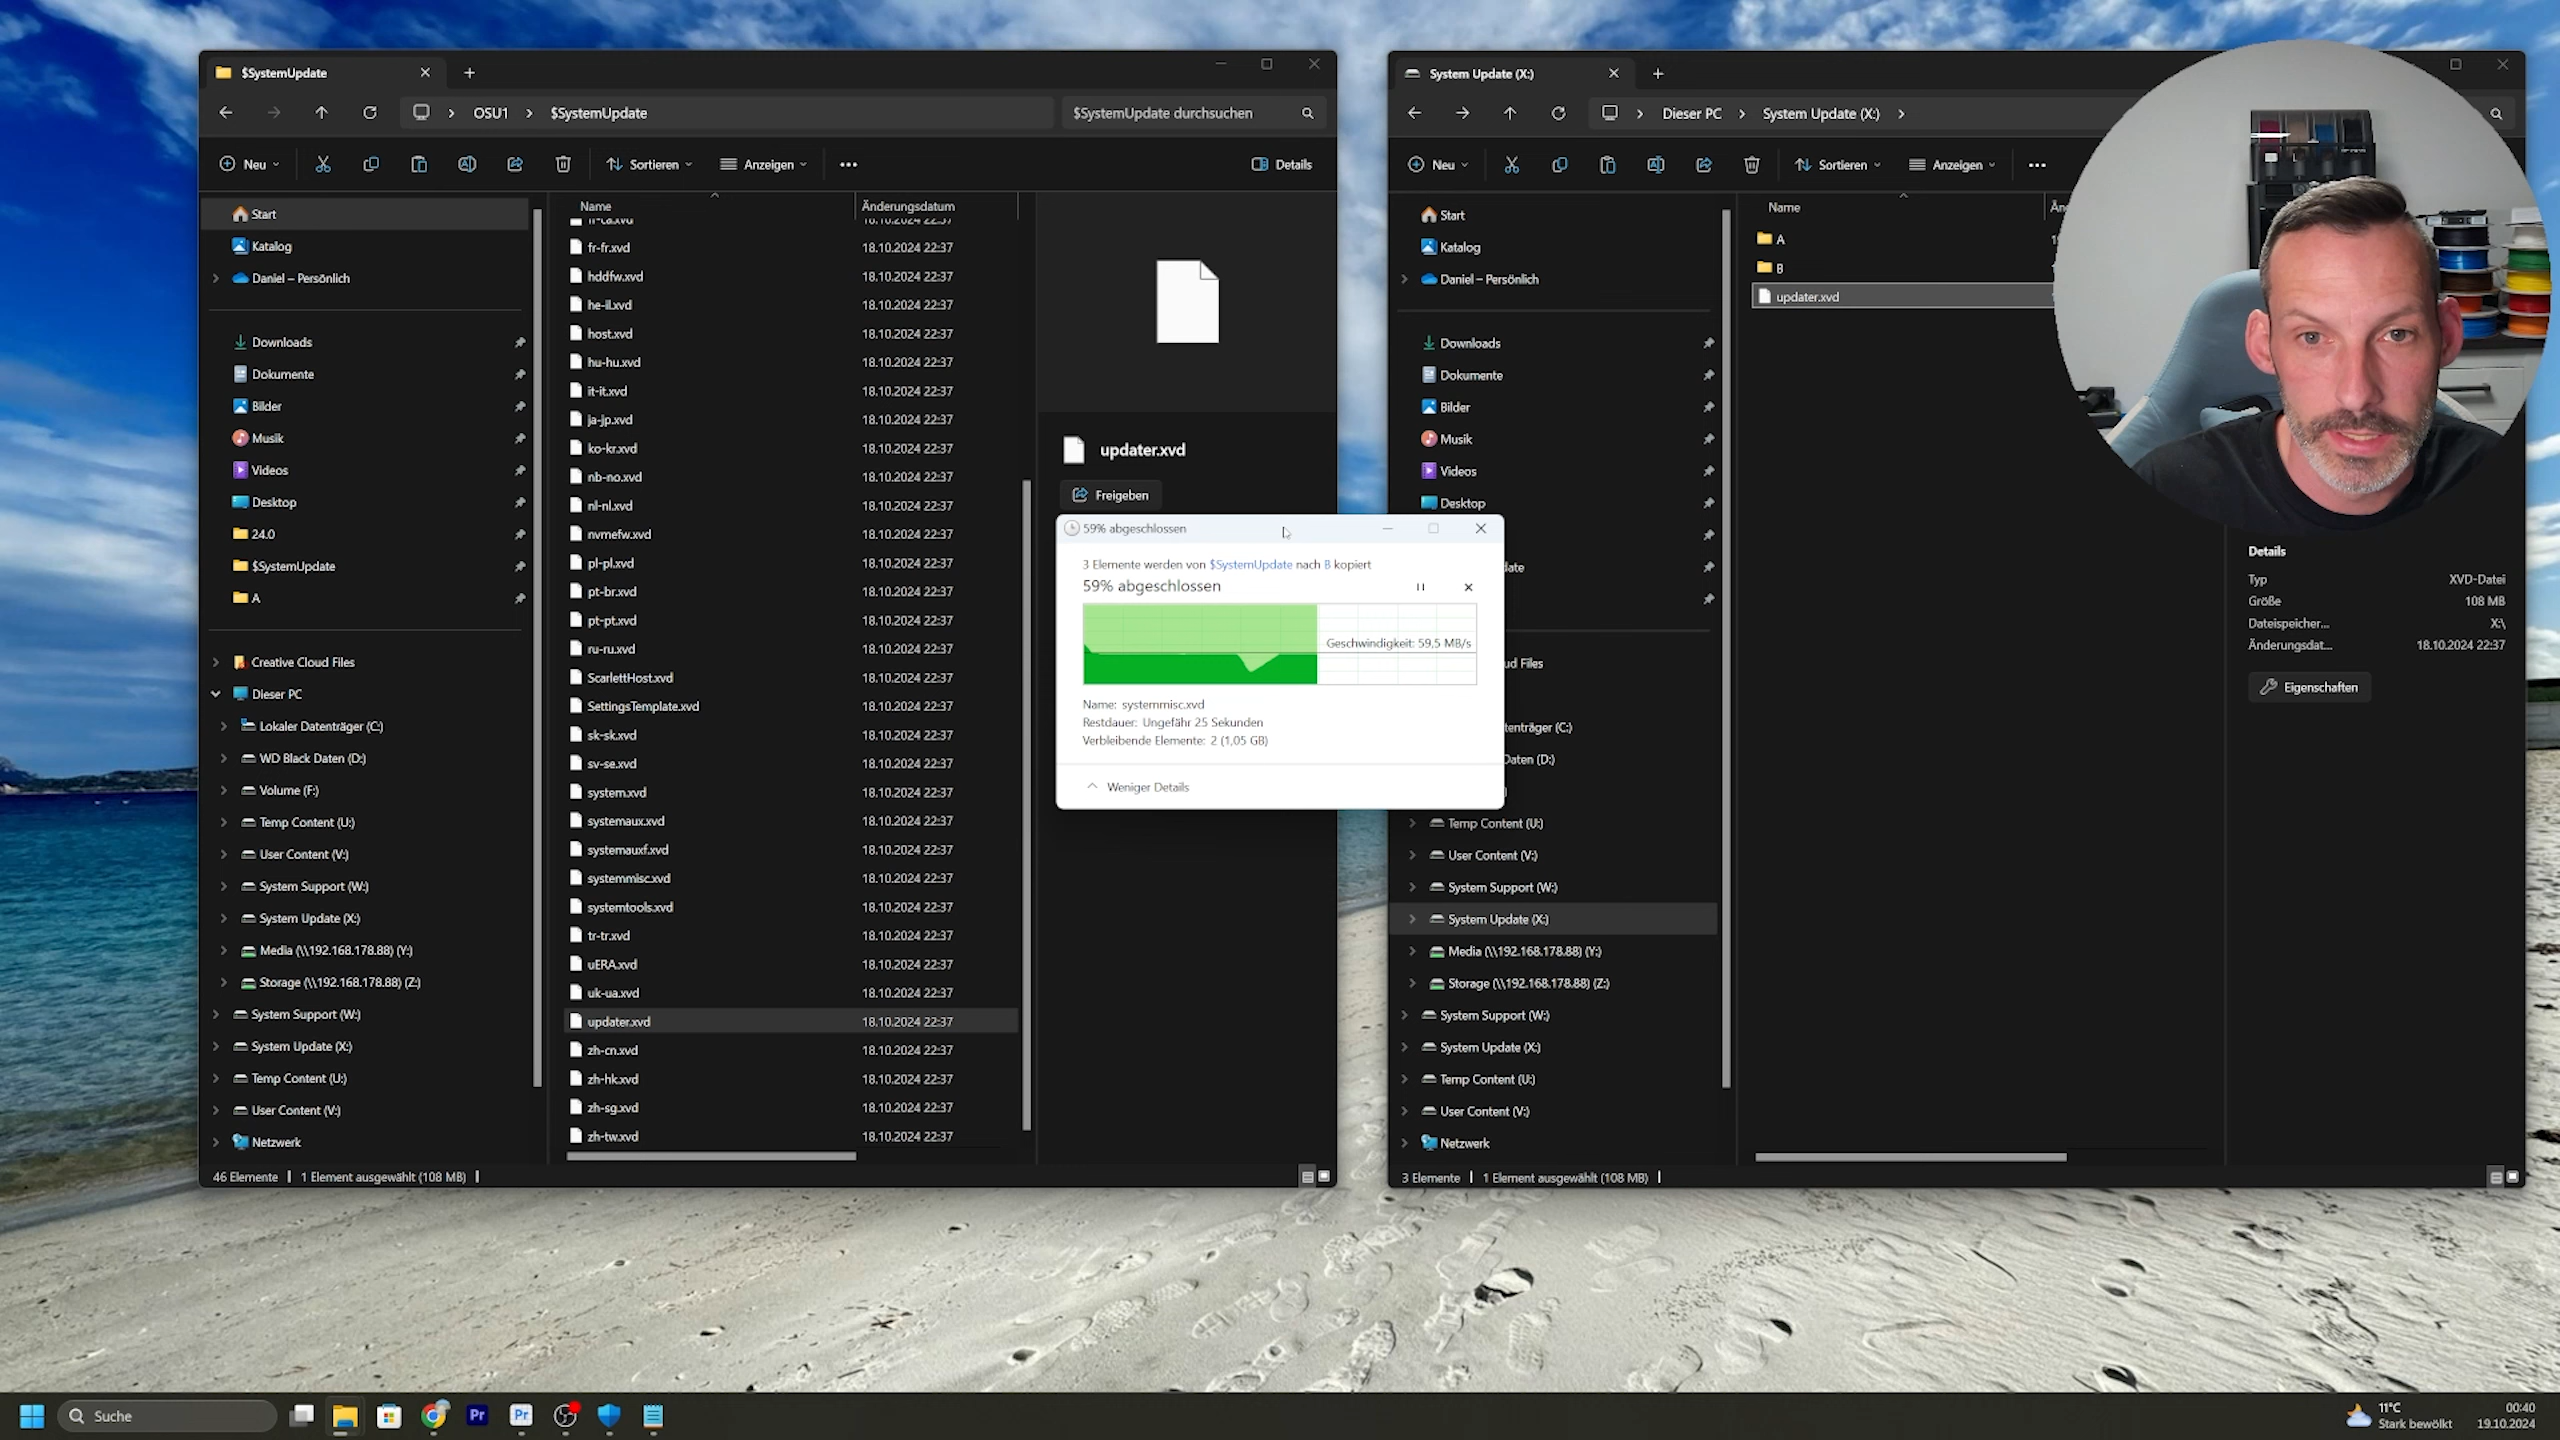 $SystemUpdate
OSU1
$SystemUpdate
$SystemUpdate durchsuchen
Neu
Sortieren
Anzeigen
Details
Start
Katalog
Daniel – Persönlich
Downloads
Dokumente
Bilder
Musik
Videos
Desktop
24.0
$SystemUpdate
A
Creative Cloud Files
Dieser PC
Lokaler Datenträger (C:)
WD Black Daten (D:)
Volume (F:)
Temp Content (U:)
User Content (V:)
System Support (W:)
System Update (X:)
Media (\\192.168.178.88) (Y:)
Storage (\\192.168.178.88) (Z:)
System Support (W:)
System Update (X:)
Temp Content (U:)
User Content (V:)
Netzwerk
Name Änderungsdatum
fr-ca.xvd 18.10.2024 22:37
fr-fr.xvd 18.10.2024 22:37
hddfw.xvd 18.10.2024 22:37
he-il.xvd 18.10.2024 22:37
host.xvd 18.10.2024 22:37
hu-hu.xvd 18.10.2024 22:37
it-it.xvd 18.10.2024 22:37
ja-jp.xvd 18.10.2024 22:37
ko-kr.xvd 18.10.2024 22:37
nb-no.xvd 18.10.2024 22:37
nl-nl.xvd 18.10.2024 22:37
nvmefw.xvd 18.10.2024 22:37
pl-pl.xvd 18.10.2024 22:37
pt-br.xvd 18.10.2024 22:37
pt-pt.xvd 18.10.2024 22:37
ru-ru.xvd 18.10.2024 22:37
ScarlettHost.xvd 18.10.2024 22:37
SettingsTemplate.xvd 18.10.2024 22:37
sk-sk.xvd 18.10.2024 22:37
sv-se.xvd 18.10.2024 22:37
system.xvd 18.10.2024 22:37
systemaux.xvd 18.10.2024 22:37
systemauxf.xvd 18.10.2024 22:37
systemmisc.xvd 18.10.2024 22:37
systemtools.xvd 18.10.2024 22:37
tr-tr.xvd 18.10.2024 22:37
uERA.xvd 18.10.2024 22:37
uk-ua.xvd 18.10.2024 22:37
updater.xvd 18.10.2024 22:37
zh-cn.xvd 18.10.2024 22:37
zh-hk.xvd 18.10.2024 22:37
zh-sg.xvd 18.10.2024 22:37
zh-tw.xvd 18.10.2024 22:37
updater.xvd
Freigeben
46 Elemente
1 Element ausgewählt (108 MB)
59% abgeschlossen
3 Elemente werden von $SystemUpdate nach B kopiert
59% abgeschlossen
Geschwindigkeit: 59,5 MB/s
Name: systemmisc.xvd
Restdauer: Ungefähr 25 Sekunden
Verbleibende Elemente: 2 (1,05 GB)
Weniger Details
System Update (X:)
Dieser PC
System Update (X:)
Neu
Sortieren
Anzeigen
Start
Katalog
Daniel – Persönlich
Downloads
Dokumente
Bilder
Musik
Videos
Desktop
date
ud Files
tenträger (C:)
Daten (D:)
Temp Content (U:)
User Content (V:)
System Support (W:)
System Update (X:)
Media (\\192.168.178.88) (Y:)
Storage (\\192.168.178.88) (Z:)
System Support (W:)
System Update (X:)
Temp Content (U:)
User Content (V:)
Netzwerk
Name Än
A
B
updater.xvd
Details
Typ XVD-Datei
Größe 108 MB
Dateispeicher... X:\
Änderungsdat... 18.10.2024 22:37
Eigenschaften
3 Elemente
1 Element ausgewählt (108 MB)
Suche
Pr
Pr
11°C
Stark bewölkt
00:40
19.10.2024